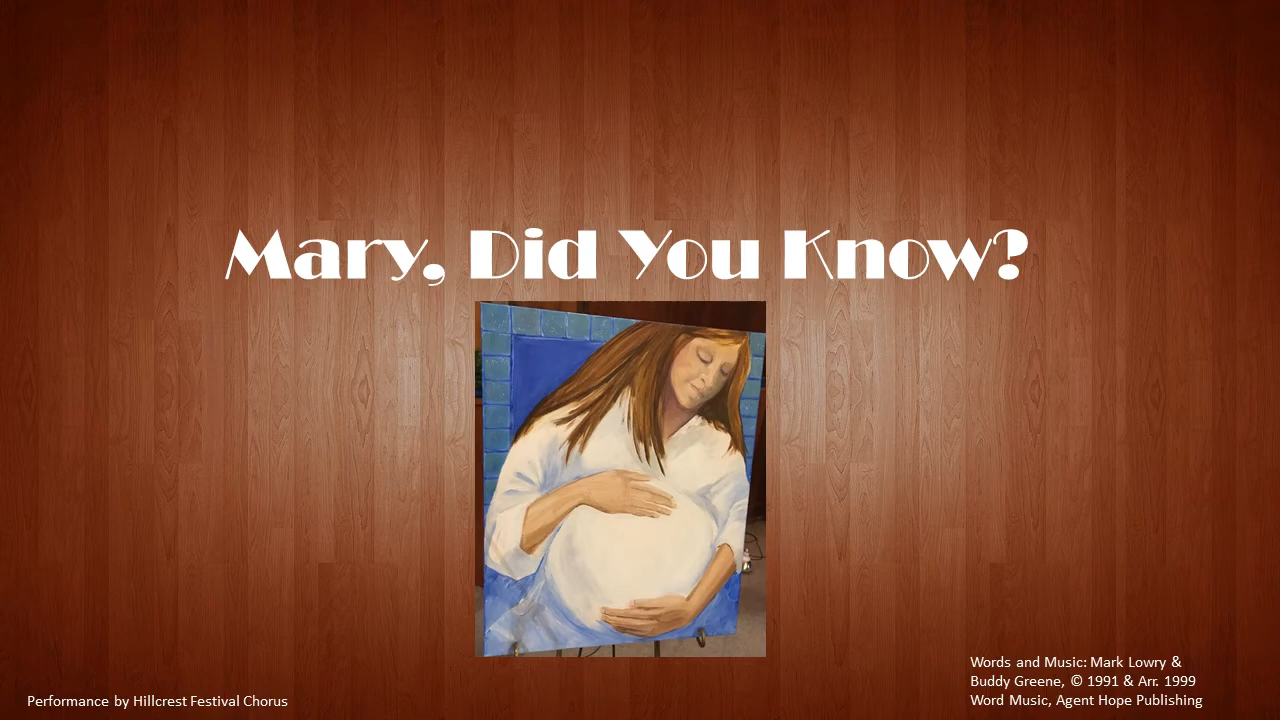 Mary, Did You Know?
Performance by Hillcrest Festival Chorus
Words and Music: Mark Lowry &
Buddy Greene, © 1991 & Arr. 1999
Word Music, Agent Hope Publishing